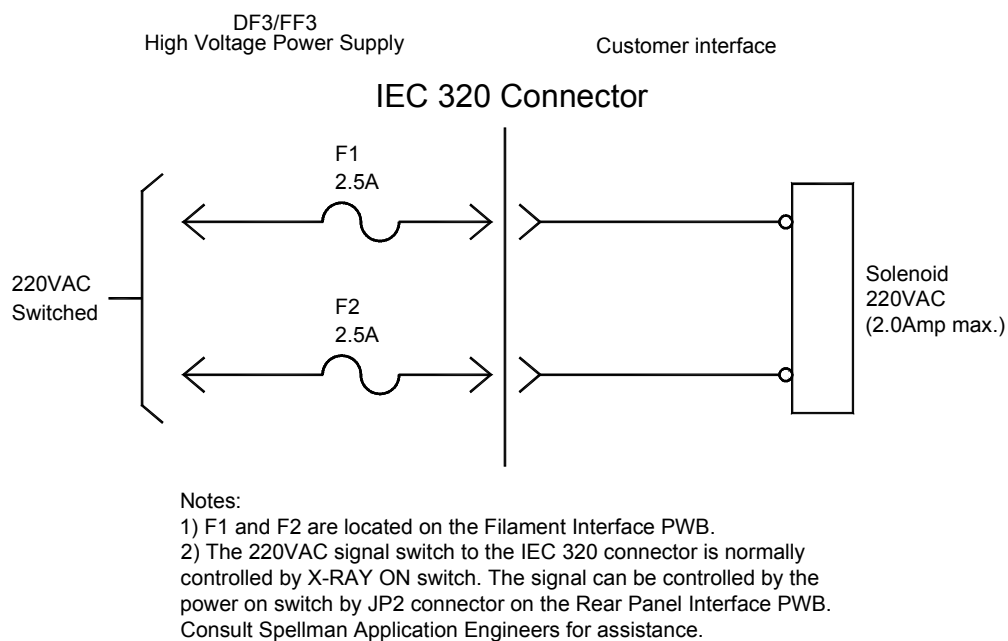 DF3/FF3
High Voltage Power Supply
Customer interface
IEC 320 Connector
F1
2.5A
220VAC
Switched
F2
2.5A
Solenoid
220VAC
(2.0Amp max.)
Notes:
1) F1 and F2 are located on the Filament Interface PWB.
2) The 220VAC signal switch to the IEC 320 connector is normally
controlled by X-RAY ON switch. The signal can be controlled by the
power on switch by JP2 connector on the Rear Panel Interface PWB.
Consult Spellman Application Engineers for assistance.